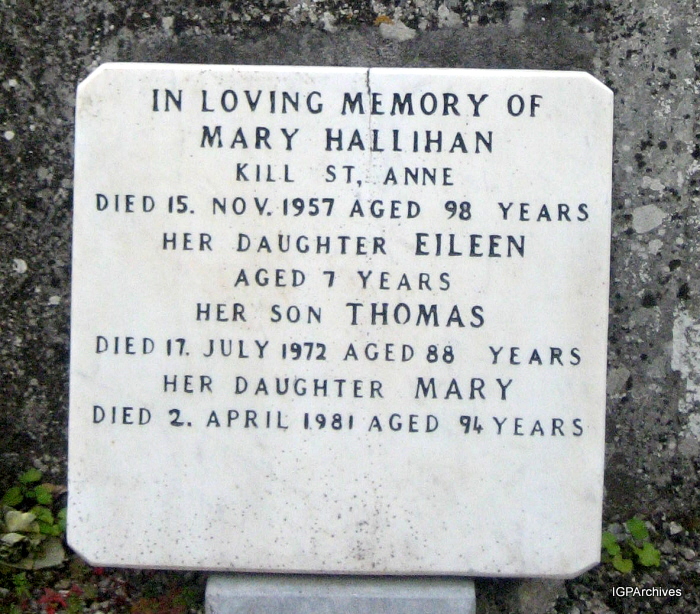 IN LOVING MEMORY OF
MARY HALLIHAN
KILL ST, ANNE
DIED 15. NOV. 1957 AGED 98 YEARS
HER DAUGHTER EILEEN
AGED 7 YEARS
HER SON THOMAS
DIED 17. JULY 1972 AGED 88 YEARS
HER DAUGHTER MARY
DIED 2. APRIL 1981 AGED 94 YEARS
IGPArchives